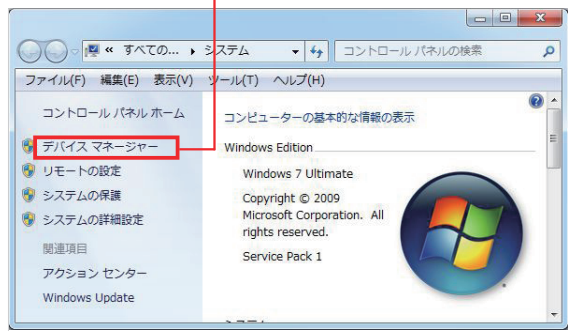 « すべての... ▸ システム
コントロール パネルの検索
ファイル(F) 編集(E) 表示(V) ツール(T) ヘルプ(H)
コントロール パネル ホーム
デバイス マネージャー
リモートの設定
システムの保護
システムの詳細設定
関連項目
アクション センター
Windows Update
コンピューターの基本的な情報の表示
Windows Edition
Windows 7 Ultimate
Copyright © 2009
Microsoft Corporation. All
rights reserved.
Service Pack 1